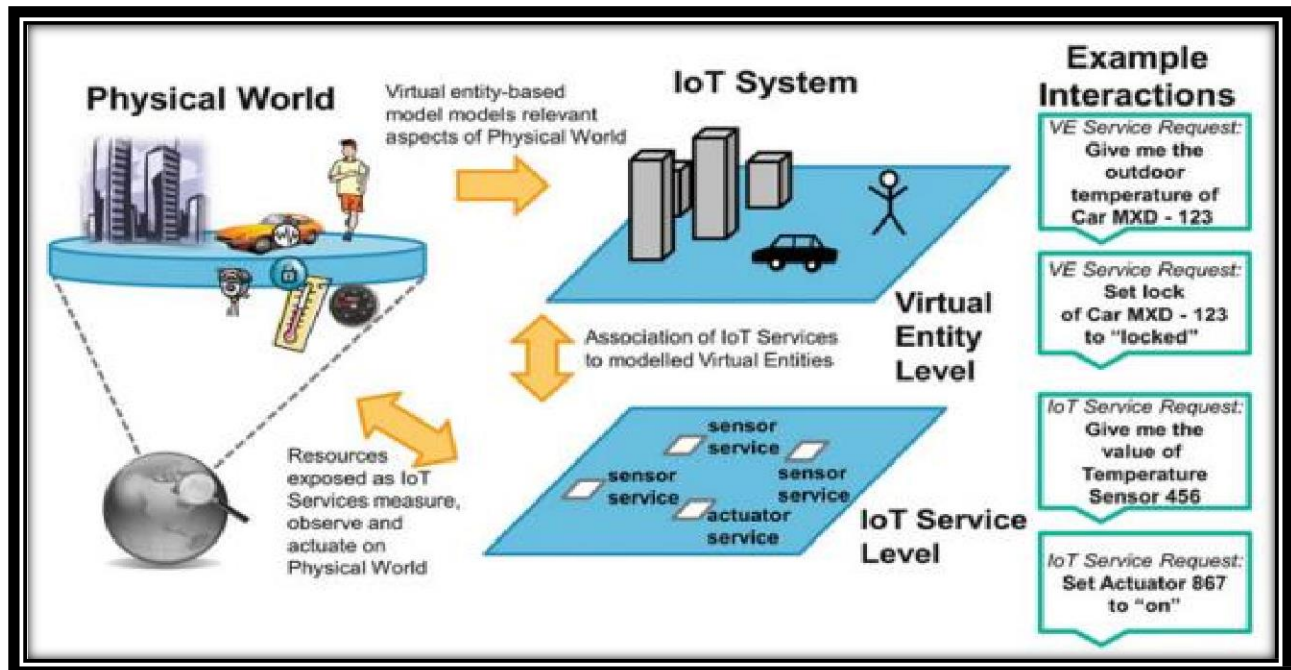 Physical World
Virtual entity-based
model models relevant
aspects of Physical World
IoT System
Virtual
Entity
Level
Association of IoT Services
to modelled Virtual Entities
Resources
exposed as IoT
Services measure,
observe and
actuate on
Physical World
sensor
service
sensor
service
sensor
service
actuator
service
IoT Service
Level
Example
Interactions
VE Service Request:
Give me the
outdoor
temperature of
Car MXD - 123
VE Service Request:
Set lock
of Car MXD - 123
to “locked”
IoT Service Request:
Give me the
value of
Temperature
Sensor 456
IoT Service Request:
Set Actuator 867
to “on”